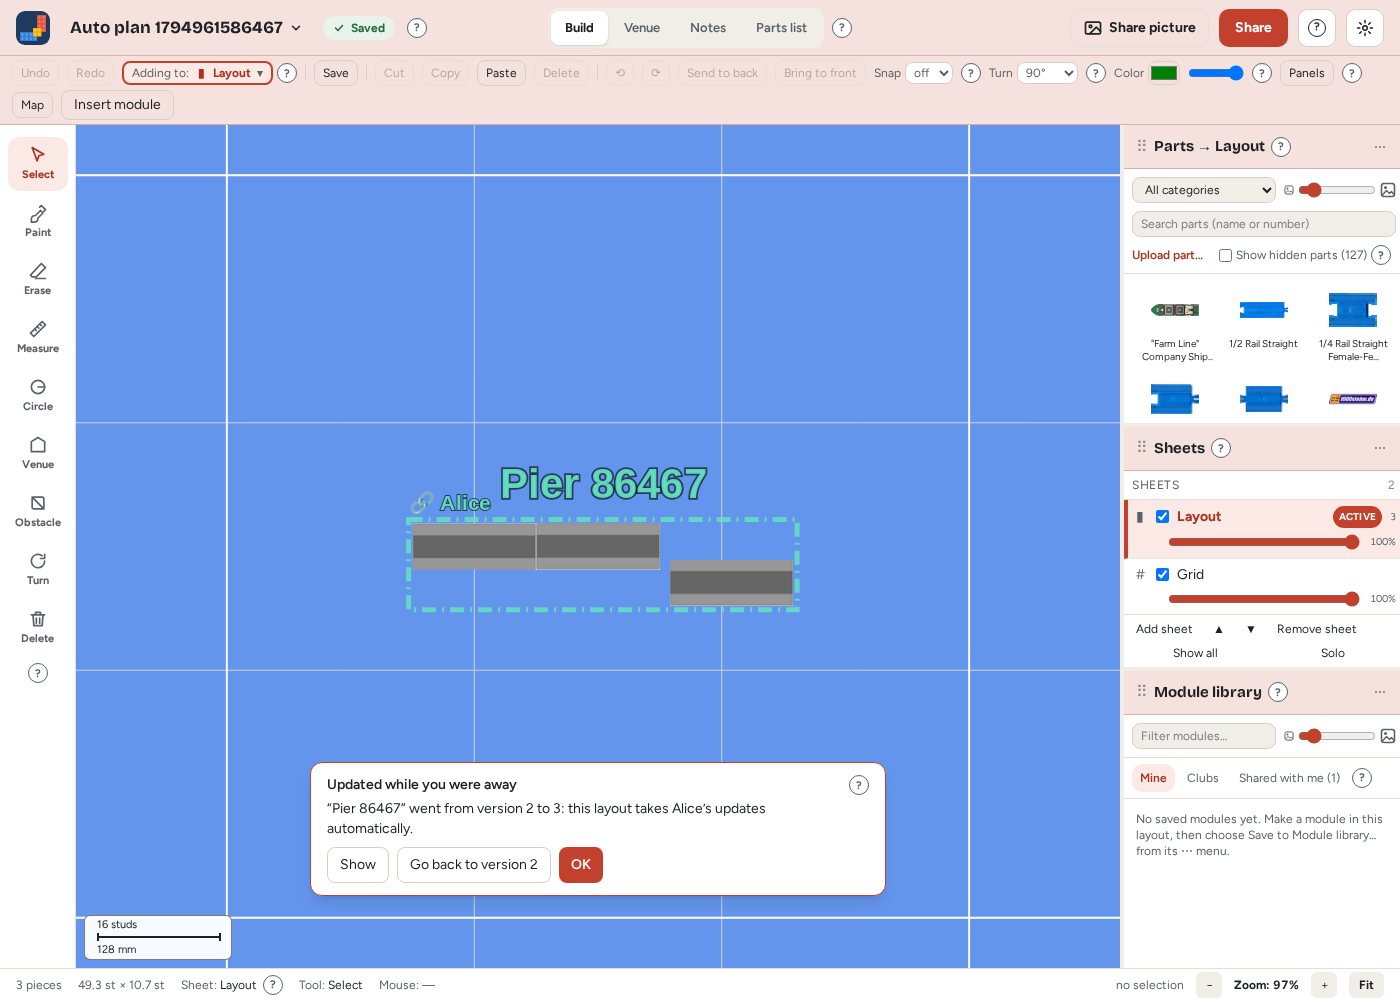 Auto plan 1794961586467
Saved
?
Build
Venue
Notes
Parts list
?
Share picture
Share
?
Undo
Redo
Adding to: Layout ▾
?
Save
Cut
Copy
Paste
Delete
⟲
⟳
Send to back
Bring to front
Snap off
?
Turn 90°
?
Color
?
Panels
?
Map
Insert module
Select
Paint
Erase
Measure
Circle
Venue
Obstacle
Turn
Delete
?
Pier 86467
🔗 Alice
Updated while you were away
?
“Pier 86467” went from version 2 to 3: this layout takes Alice’s updates
automatically.
Show
Go back to version 2
OK
16 studs
128 mm
Parts → Layout
?
⋯
All categories
Search parts (name or number)
Upload part…
Show hidden parts (127)
?
"Farm Line"
Company Ship…
1/2 Rail Straight
1/4 Rail Straight
Female-Fe…
1000steine.de
Sheets
?
⋯
SHEETS
2
Layout
ACTIVE
3
100%
# Grid
100%
Add sheet
▲
▼
Remove sheet
Show all
Solo
Module library
?
⋯
Filter modules…
Mine
Clubs
Shared with me (1)
?
No saved modules yet. Make a module in this
layout, then choose Save to Module library…
from its ⋯ menu.
3 pieces
49.3 st × 10.7 st
Sheet: Layout
?
Tool: Select
Mouse: —
no selection
−
Zoom: 97%
+
Fit